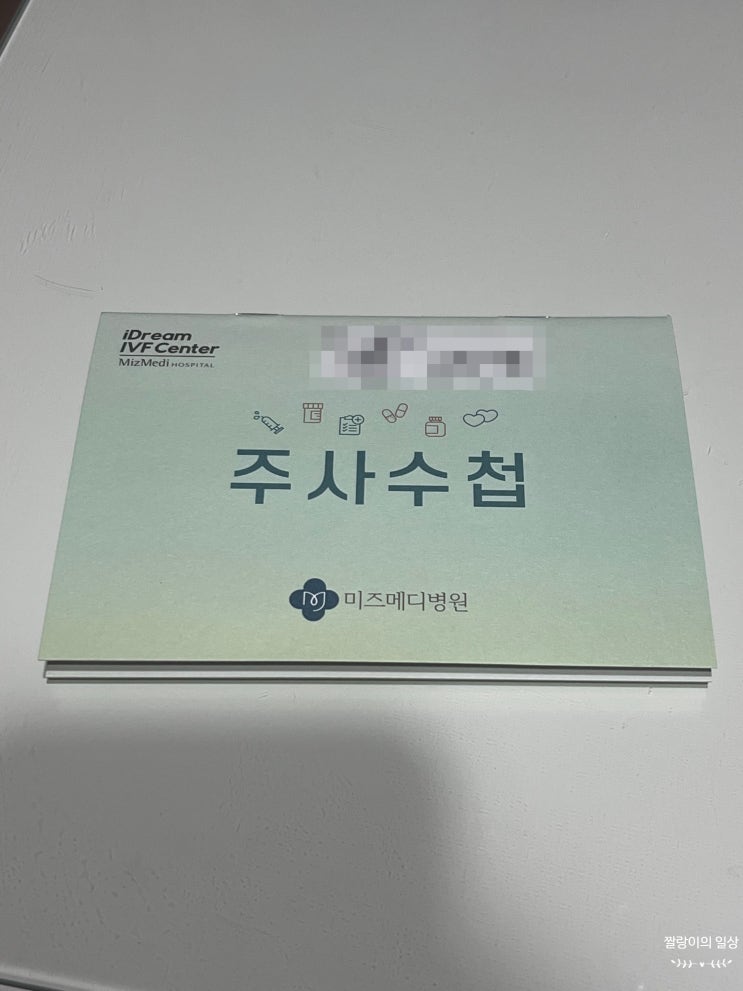 iDream
IVF Center
MizMedi HOSPITAL
주사수첩
미즈메디병원
짤랑이의 일상